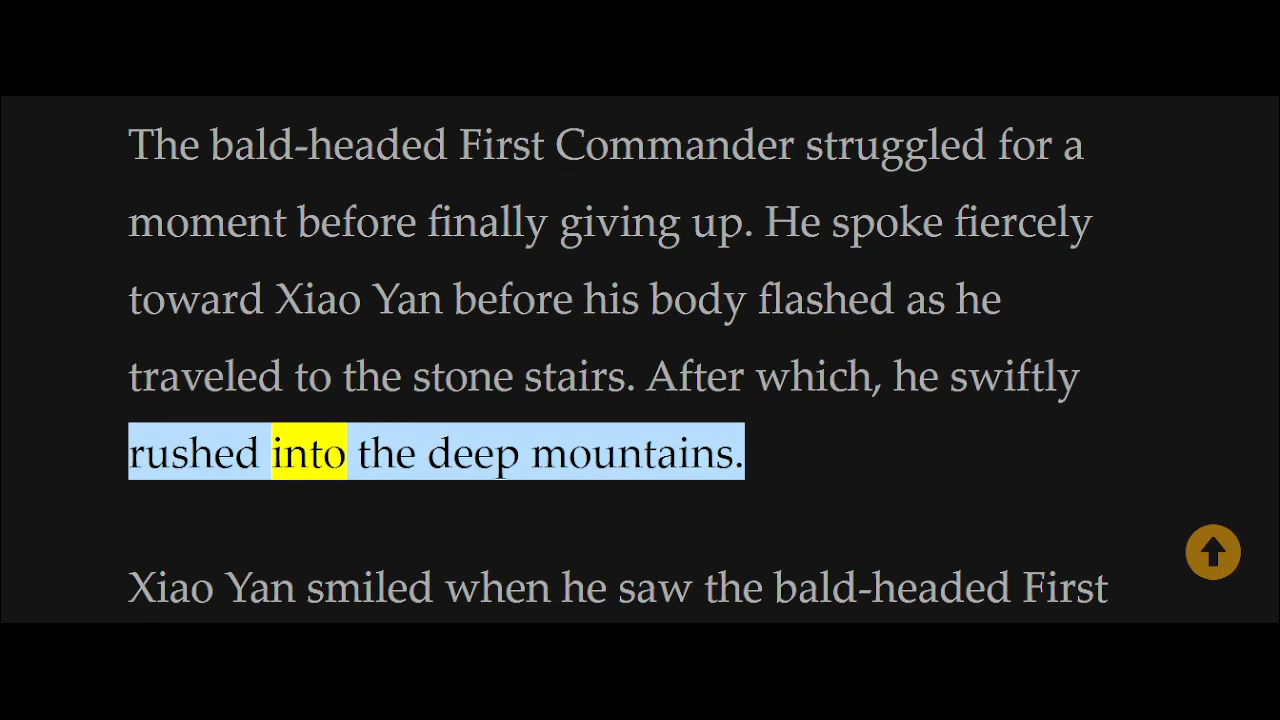 The bald-headed First Commander struggled for a
moment before finally giving up. He spoke fiercely
toward Xiao Yan before his body flashed as he
traveled to the stone stairs. After which, he swiftly
rushed into the deep mountains.
Xiao Yan smiled when he saw the bald-headed First